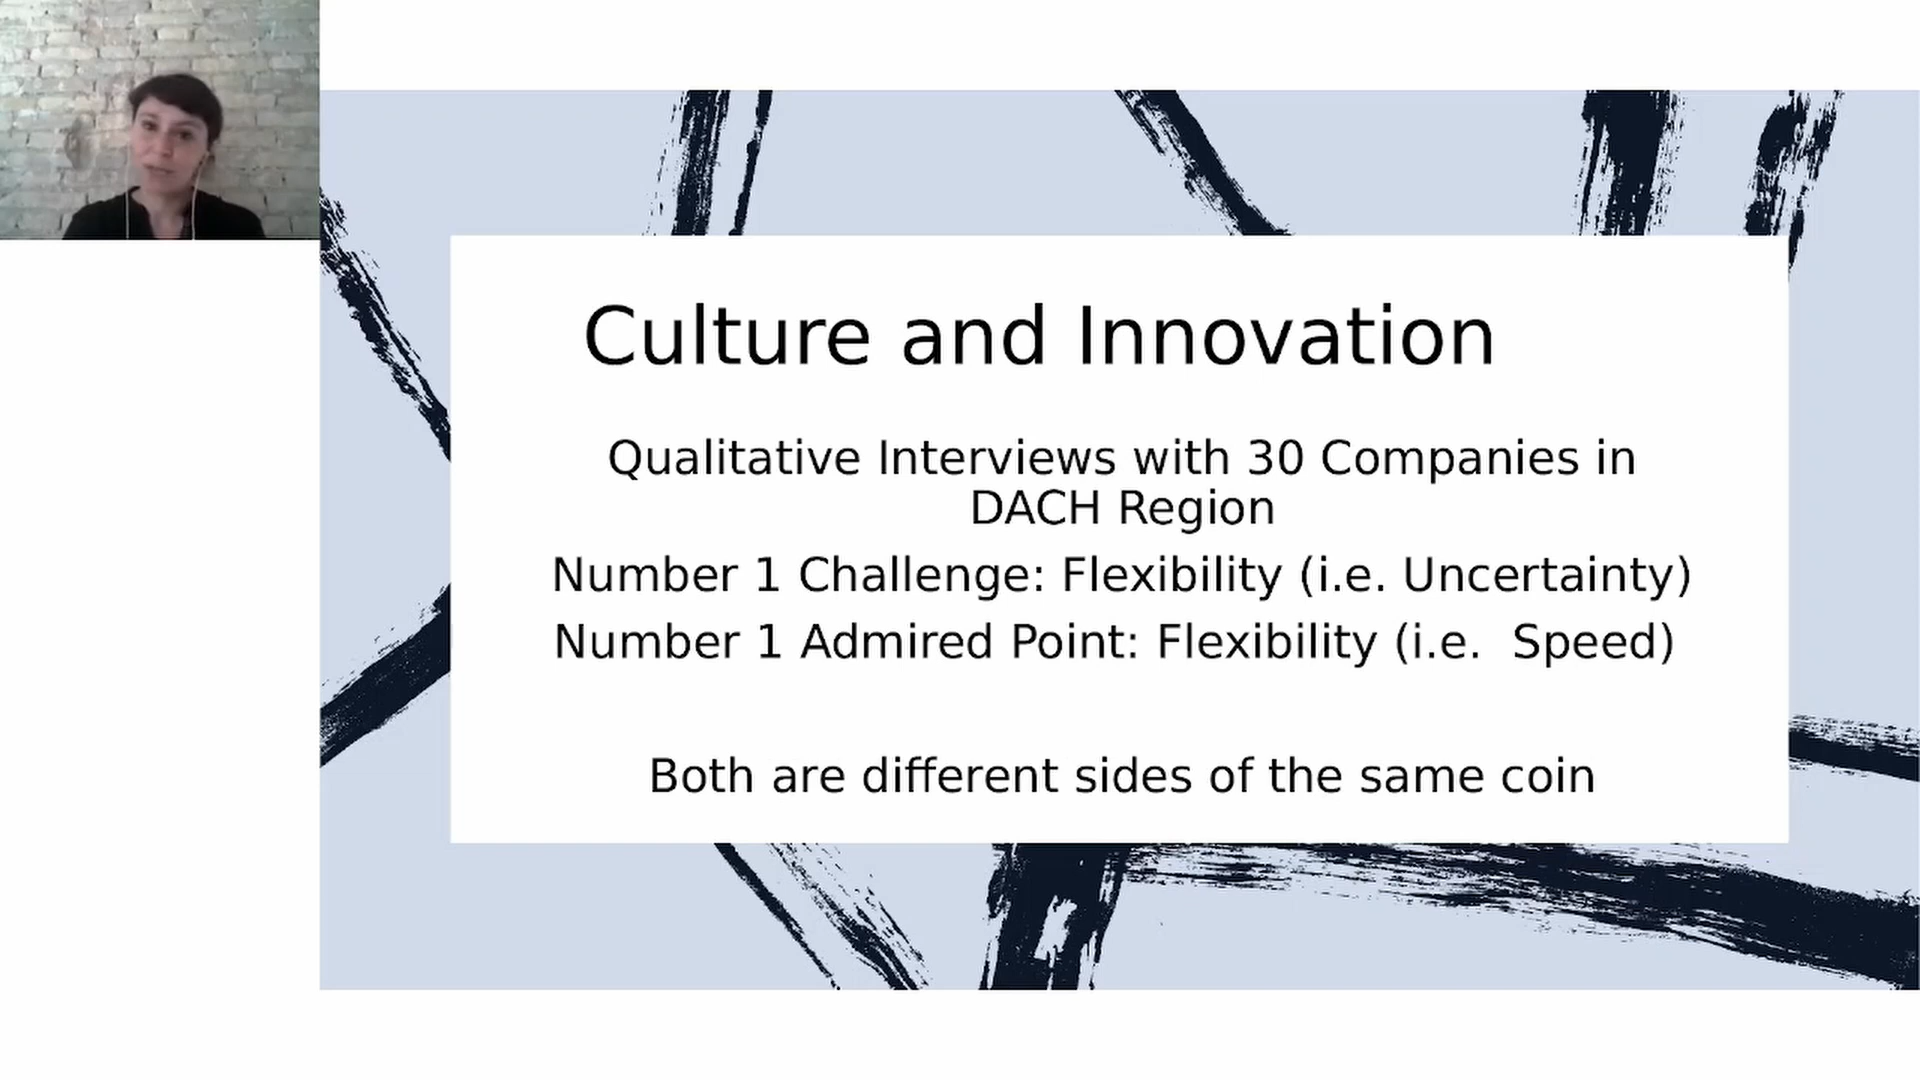 Culture and Innovation
Qualitative Interviews with 30 Companies in
DACH Region
Number 1 Challenge: Flexibility (i.e. Uncertainty)
Number 1 Admired Point: Flexibility (i.e.  Speed)
Both are different sides of the same coin